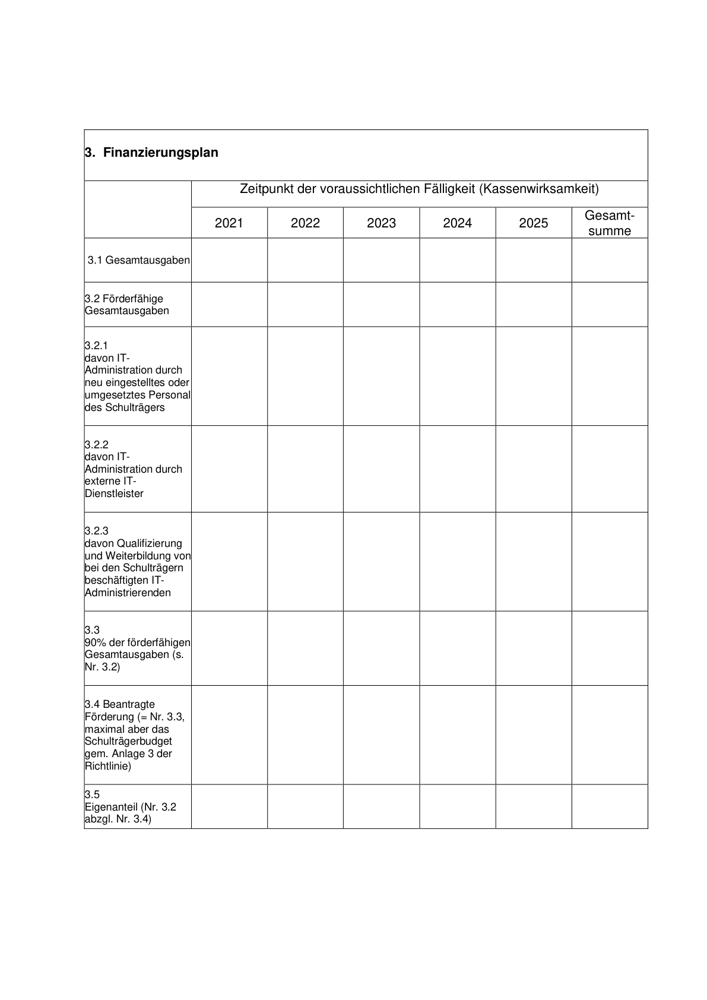 3. Finanzierungsplan
Zeitpunkt der voraussichtlichen Fälligkeit (Kassenwirksamkeit)
2021 2022 2023 2024 2025 Gesamt-
summe
3.1 Gesamtausgaben
3.2 Förderfähige
Gesamtausgaben
3.2.1
davon IT-
Administration durch
neu eingestelltes oder
umgesetztes Personal
des Schulträgers
3.2.2
davon IT-
Administration durch
externe IT-
Dienstleister
3.2.3
davon Qualifizierung
und Weiterbildung von
bei den Schulträgern
beschäftigten IT-
Administrierenden
3.3
90% der förderfähigen
Gesamtausgaben (s.
Nr. 3.2)
3.4 Beantragte
Förderung (= Nr. 3.3,
maximal aber das
Schulträgerbudget
gem. Anlage 3 der
Richtlinie)
3.5
Eigenanteil (Nr. 3.2
abzgl. Nr. 3.4)